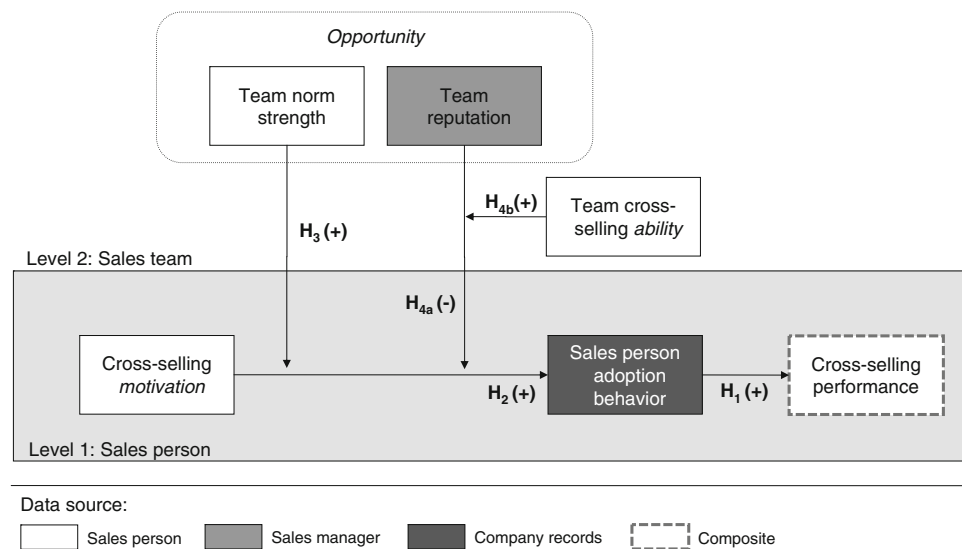 Opportunity
Team norm
strength
Team
reputation
H4b(+)
Team cross-
selling ability
H3 (+)
Level 2: Sales team
H4a (-)
Cross-selling
motivation
Sales person
adoption
behavior
Cross-selling
performance
H2 (+)
H1 (+)
Level 1: Sales person
Data source:
Sales person
Sales manager
Company records
Composite